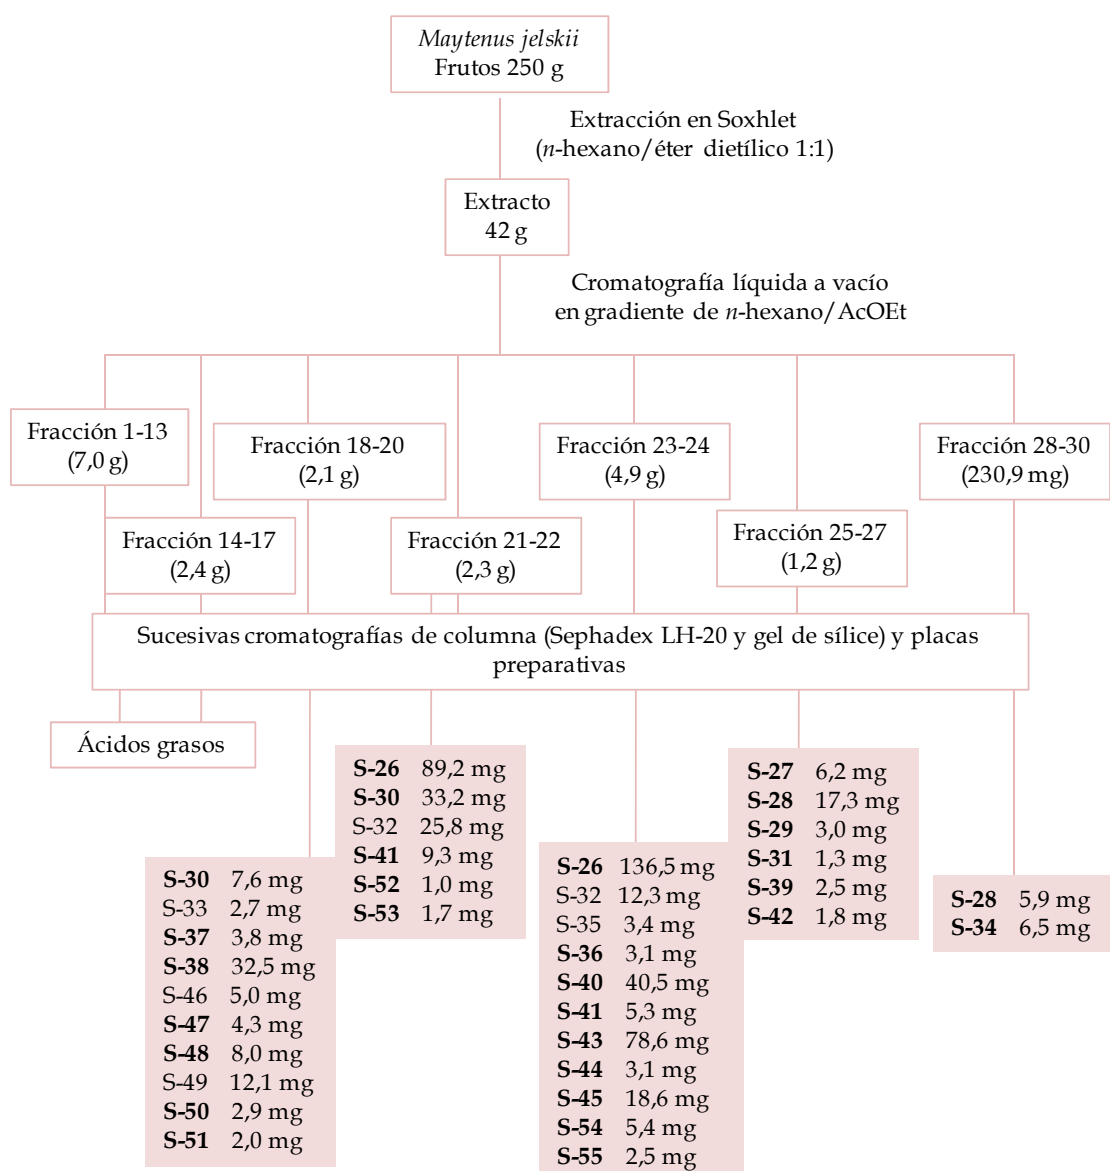 Maytenus jelskii
Frutos 250 g
Extracción en Soxhlet
(n-hexano/éter dietílico 1:1)
Extracto
42 g
Cromatografía líquida a vacío
en gradiente de n-hexano/AcOEt
Fracción 1-13
(7,0 g)
Fracción 18-20
(2,1 g)
Fracción 23-24
(4,9 g)
Fracción 28-30
(230,9 mg)
Fracción 14-17
(2,4 g)
Fracción 21-22
(2,3 g)
Fracción 25-27
(1,2 g)
Sucesivas cromatografías de columna (Sephadex LH-20 y gel de sílice) y placas
preparativas
Ácidos grasos
S-30 7,6 mg
S-33 2,7 mg
S-37 3,8 mg
S-38 32,5 mg
S-46 5,0 mg
S-47 4,3 mg
S-48 8,0 mg
S-49 12,1 mg
S-50 2,9 mg
S-51 2,0 mg
S-26 89,2 mg
S-30 33,2 mg
S-32 25,8 mg
S-41 9,3 mg
S-52 1,0 mg
S-53 1,7 mg
S-26 136,5 mg
S-32 12,3 mg
S-35 3,4 mg
S-36 3,1 mg
S-40 40,5 mg
S-41 5,3 mg
S-43 78,6 mg
S-44 3,1 mg
S-45 18,6 mg
S-54 5,4 mg
S-55 2,5 mg
S-27 6,2 mg
S-28 17,3 mg
S-29 3,0 mg
S-31 1,3 mg
S-39 2,5 mg
S-42 1,8 mg
S-28 5,9 mg
S-34 6,5 mg